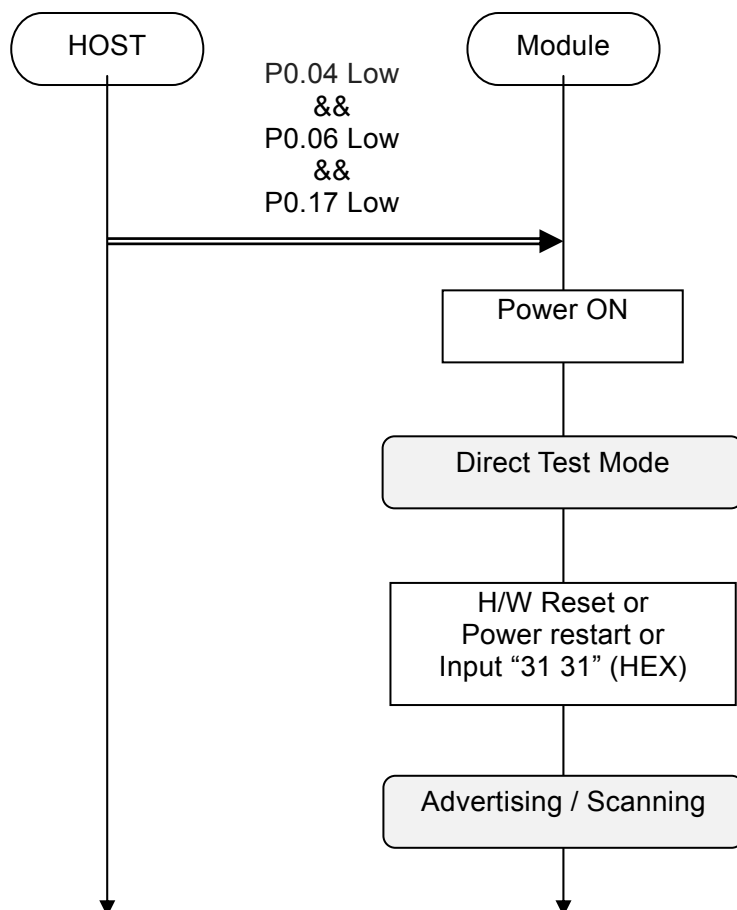 HOST
Module
P0.04 Low
&&
P0.06 Low
&&
P0.17 Low
Power ON
Direct Test Mode
H/W Reset or
Power restart or
Input “31 31” (HEX)
Advertising / Scanning